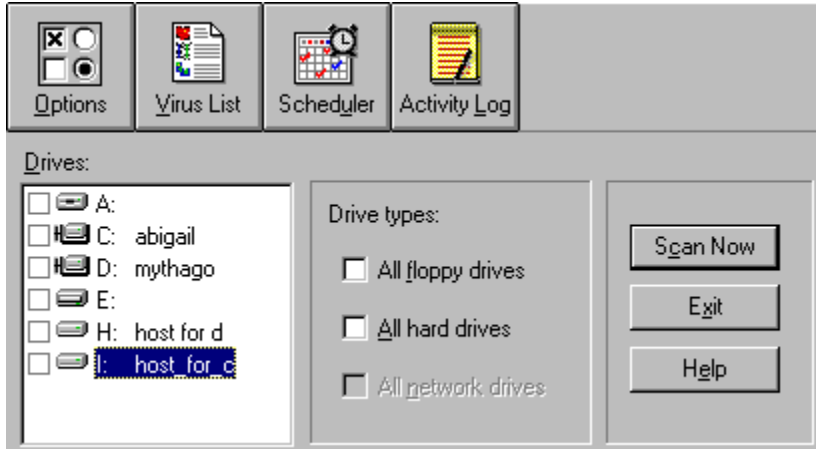 Options Virus List Scheduler Activity Log
Drives:
A:
C: abigail
D: mythago
E:
H: host for d
I: host_for_c
Drive types:
All floppy drives
All hard drives
All network drives
Scan Now
Exit
Help